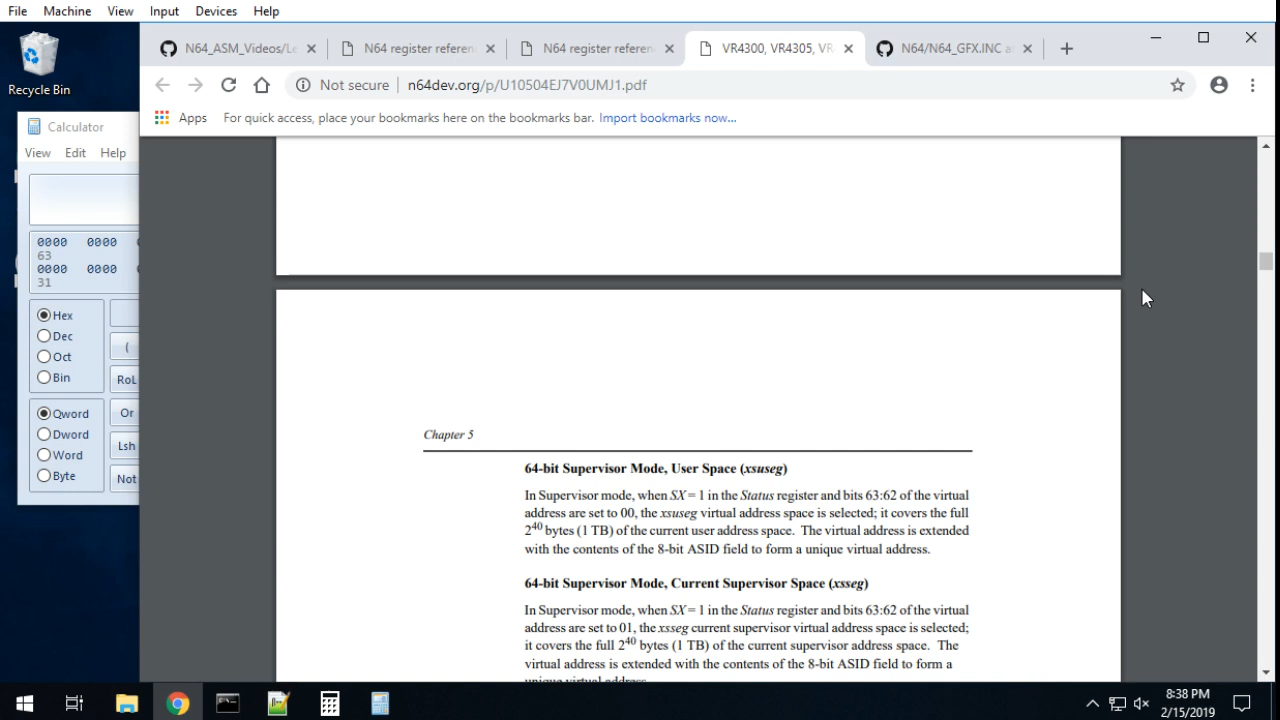 File Machine View Input Devices Help
Recycle Bin
N64_ASM_Videos/Le
N64 register referen
N64 register referen
VR4300, VR4305, VR
N64/N64_GFX.INC a
Not secure
n64dev.org/p/U10504EJ7V0UMJ1.pdf
Apps
For quick access, place your bookmarks here on the bookmarks bar. Import bookmarks now...
Calculator
View Edit Help
0000 0000
63
0000 0000
31
Hex
Dec
Oct
Bin
(
RoL
Qword
Dword
Word
Byte
Or
Lsh
Not
Chapter 5
64-bit Supervisor Mode, User Space (xsuseg)
In Supervisor mode, when SX = 1 in the Status register and bits 63:62 of the virtual
address are set to 00, the xsuseg virtual address space is selected; it covers the full
2^40 bytes (1 TB) of the current user address space. The virtual address is extended
with the contents of the 8-bit ASID field to form a unique virtual address.
64-bit Supervisor Mode, Current Supervisor Space (xsseg)
In Supervisor mode, when SX = 1 in the Status register and bits 63:62 of the virtual
address are set to 01, the xsseg current supervisor virtual address space is selected;
it covers the full 2^40 bytes (1 TB) of the current supervisor address space. The
virtual address is extended with the contents of the 8-bit ASID field to form a
unique virtual address.
8:38 PM
2/15/2019